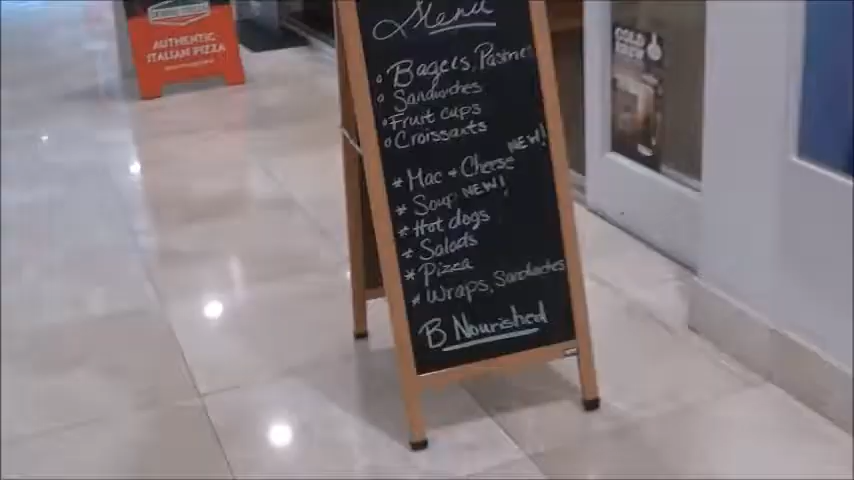 AUTHENTIC
ITALIAN PIZZA
Menu
Bagels, Pastries
Sandwiches
Fruit cups
Croissants
* Mac + Cheese NEW!
* Soup NEW!
* Hot dogs
* Salads
* Pizza
* Wraps, Sandwiches
B Nourished
COLD
BREW